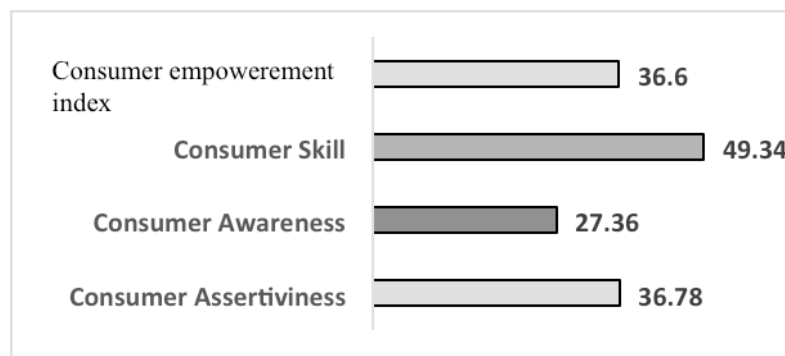 Consumer empowerement
index
36.6
Consumer Skill
49.34
Consumer Awareness
27.36
Consumer Assertiviness
36.78